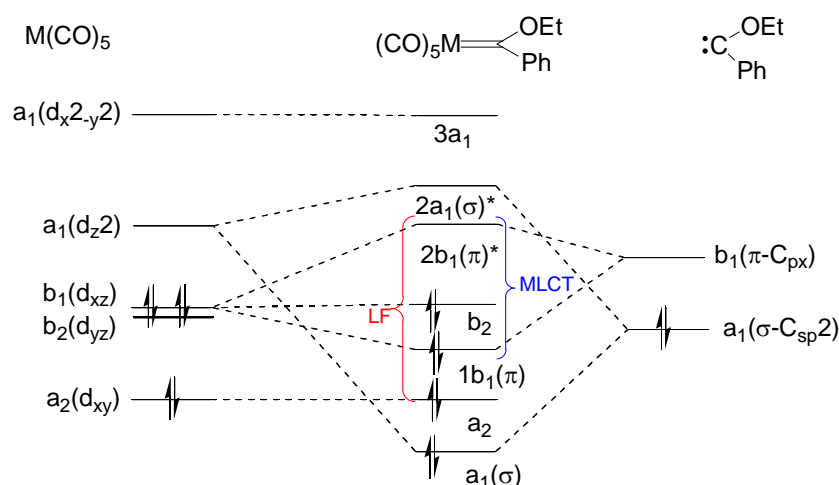 M(CO)5
(CO)5M
OEt
Ph
:C
OEt
Ph
a1(dx2-y2)
3a1
a1(dz2)
2a1(σ)*
2b1(π)*
b1(π-Cpx)
MLCT
b1(dxz)
b2(dyz)
LF
b2
a1(σ-Csp2)
1b1(π)
a2(dxy)
a2
a1(σ)